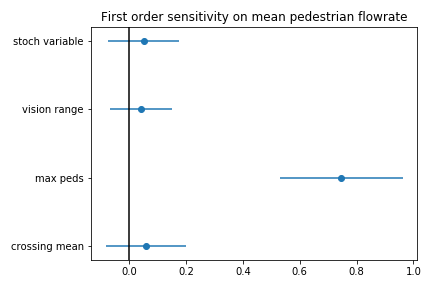 First order sensitivity on mean pedestrian flowrate
stoch variable
vision range
max peds
crossing mean
0.0 0.2 0.4 0.6 0.8 1.0